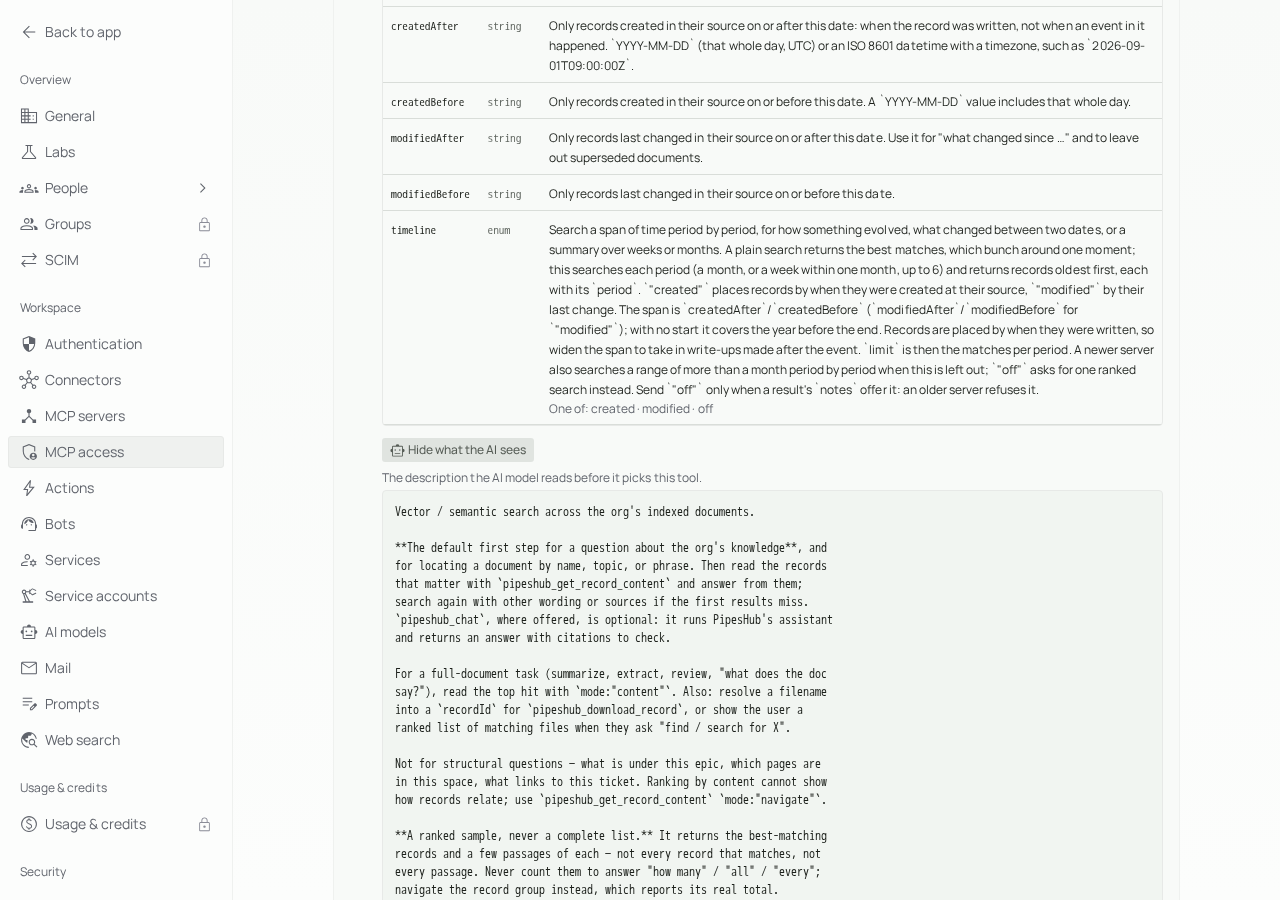 Back to app
Overview
General
Labs
People
Groups
SCIM
Workspace
Authentication
Connectors
MCP servers
MCP access
Actions
Bots
Services
Service accounts
AI models
Mail
Prompts
Web search
Usage & credits
Usage & credits
Security
createdAfter string Only records created in their source on or after this date: when the record was written, not when an event in it
happened. `YYYY-MM-DD` (that whole day, UTC) or an ISO 8601 datetime with a timezone, such as `2026-09-
01T09:00:00Z`.
createdBefore string Only records created in their source on or before this date. A `YYYY-MM-DD` value includes that whole day.
modifiedAfter string Only records last changed in their source on or after this date. Use it for "what changed since …" and to leave
out superseded documents.
modifiedBefore string Only records last changed in their source on or before this date.
timeline enum Search a span of time period by period, for how something evolved, what changed between two dates, or a
summary over weeks or months. A plain search returns the best matches, which bunch around one moment;
this searches each period (a month, or a week within one month, up to 6) and returns records oldest first, each
with its `period`. `"created"` places records by when they were created at their source, `"modified"` by their
last change. The span is `createdAfter`/`createdBefore` (`modifiedAfter`/`modifiedBefore` for
`"modified"`); with no start it covers the year before the end. Records are placed by when they were written, so
widen the span to take in write-ups made after the event. `limit` is then the matches per period. A newer server
also searches a range of more than a month period by period when this is left out; `"off"` asks for one ranked
search instead. Send `"off"` only when a result's `notes` offer it: an older server refuses it.
One of: created · modified · off
Hide what the AI sees
The description the AI model reads before it picks this tool.
Vector / semantic search across the org's indexed documents.
**The default first step for a question about the org's knowledge**, and
for locating a document by name, topic, or phrase. Then read the records
that matter with `pipeshub_get_record_content` and answer from them;
search again with other wording or sources if the first results miss.
`pipeshub_chat`, where offered, is optional: it runs PipesHub's assistant
and returns an answer with citations to check.
For a full-document task (summarize, extract, review, "what does the doc
say?"), read the top hit with `mode:"content"`. Also: resolve a filename
into a `recordId` for `pipeshub_download_record`, or show the user a
ranked list of matching files when they ask "find / search for X".
Not for structural questions — what is under this epic, which pages are
in this space, what links to this ticket. Ranking by content cannot show
how records relate; use `pipeshub_get_record_content` `mode:"navigate"`.
**A ranked sample, never a complete list.** It returns the best-matching
records and a few passages of each — not every record that matches, not
every passage. Never count them to answer "how many" / "all" / "every";
navigate the record group instead, which reports its real total.